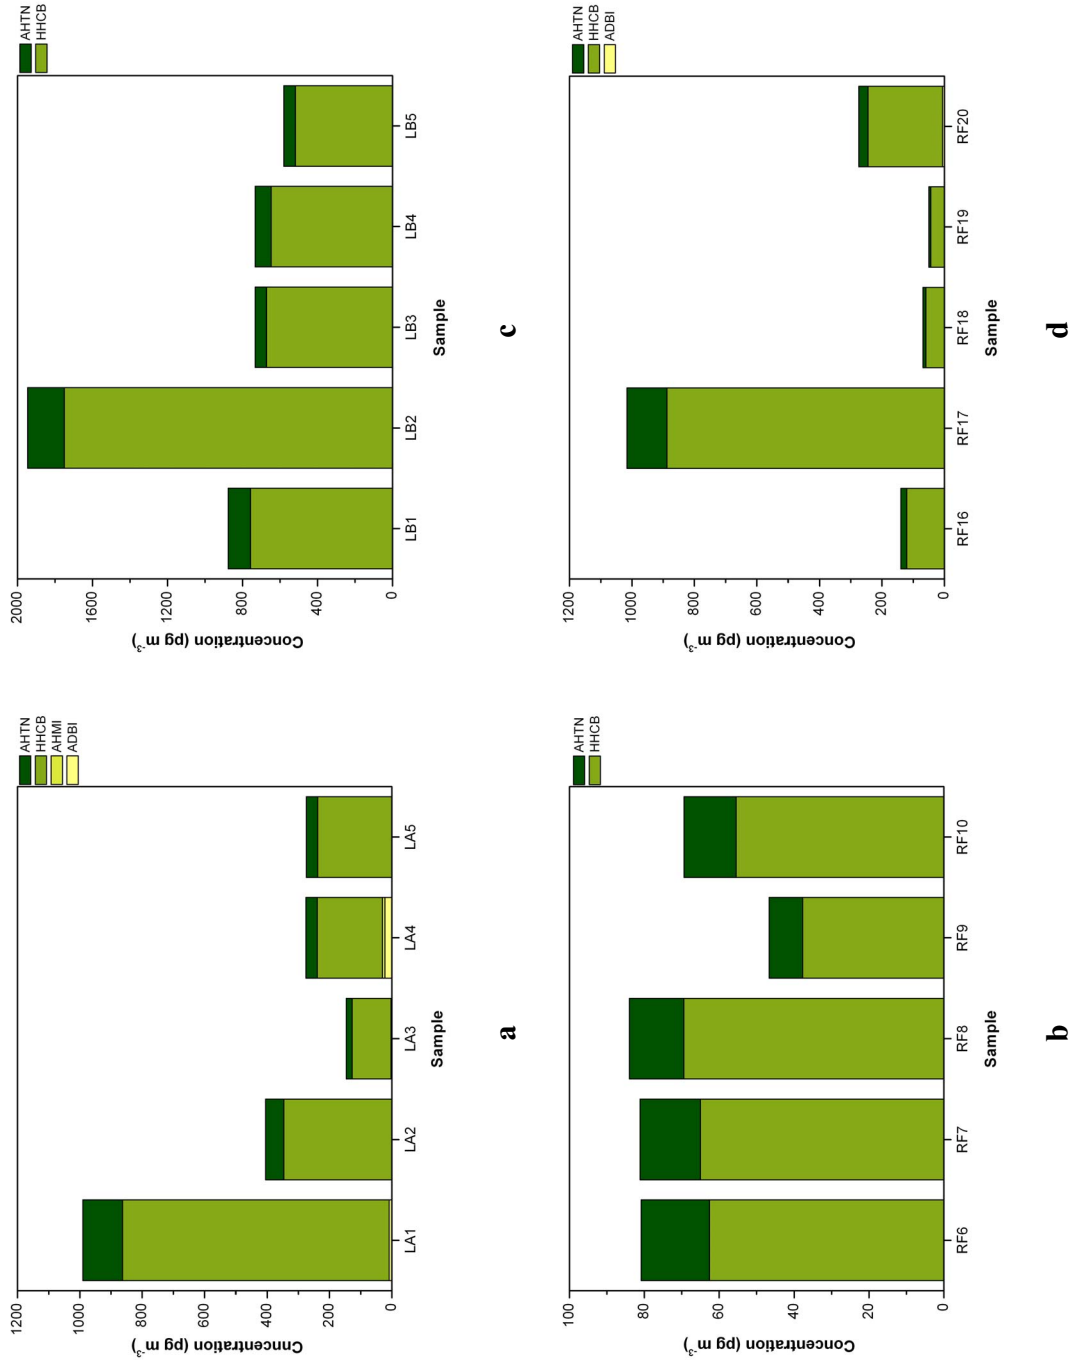 AHTN
HHCB
AHMI
ADBI
1200
1000
800
600
400
200
0
Cnncentration (pg m⁻³)
LA1 LA2 LA3 LA4 LA5
Sample
a
AHTN
HHCB
2000
1600
1200
800
400
0
Concentration (pg m⁻³)
LB1 LB2 LB3 LB4 LB5
Sample
c
AHTN
HHCB
100
80
60
40
20
0
Concentration (pg m⁻³)
RF6 RF7 RF8 RF9 RF10
Sample
b
AHTN
HHCB
ADBI
1200
1000
800
600
400
200
0
Concentration (pg m⁻³)
RF16 RF17 RF18 RF19 RF20
Sample
d